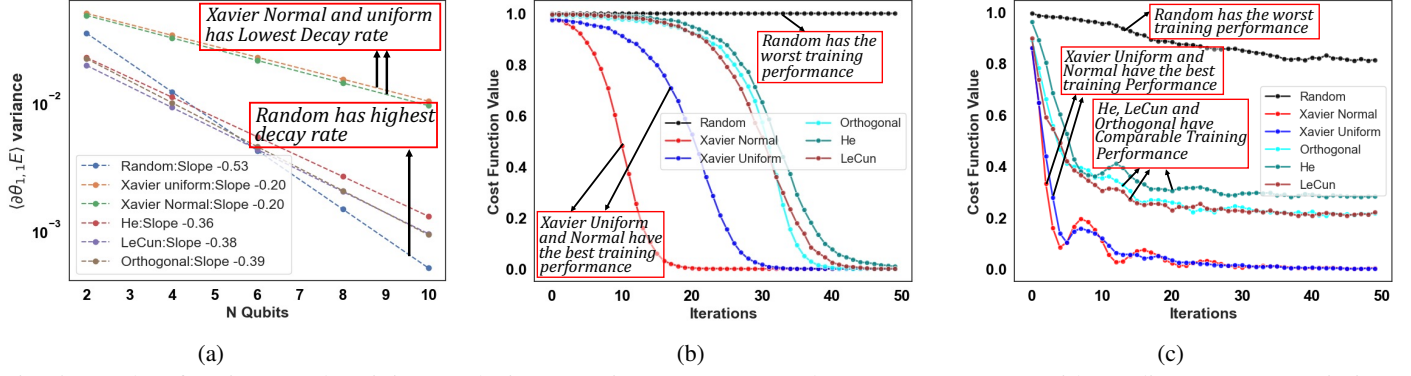 Xavier Normal and uniform
has Lowest Decay rate
Random has highest
decay rate
⟨∂θ1,1E⟩ variance
10⁻²
10⁻³
Random:Slope -0.53
Xavier uniform:Slope -0.20
Xavier Normal:Slope -0.20
He:Slope -0.36
LeCun:Slope -0.38
Orthogonal:Slope -0.39
2 3 4 5 6 7 8 9 10
N Qubits
(a)
Cost Function Value
1.0
0.8
0.6
0.4
0.2
0.0
Random has the
worst training
performance
Random
Xavier Normal
Xavier Uniform
Orthogonal
He
LeCun
Xavier Uniform
and Normal have
the best training
performance
0 10 20 30 40 50
Iterations
(b)
Cost Function Value
1.0
0.8
0.6
0.4
0.2
0.0
Random has the worst
training performance
Xavier Uniform and
Normal have the best
training Performance
He, LeCun and
Orthogonal have
Comparable Training
Performance
Random
Xavier Normal
Xavier Uniform
Orthogonal
He
LeCun
0 10 20 30 40 50
Iterations
(c)